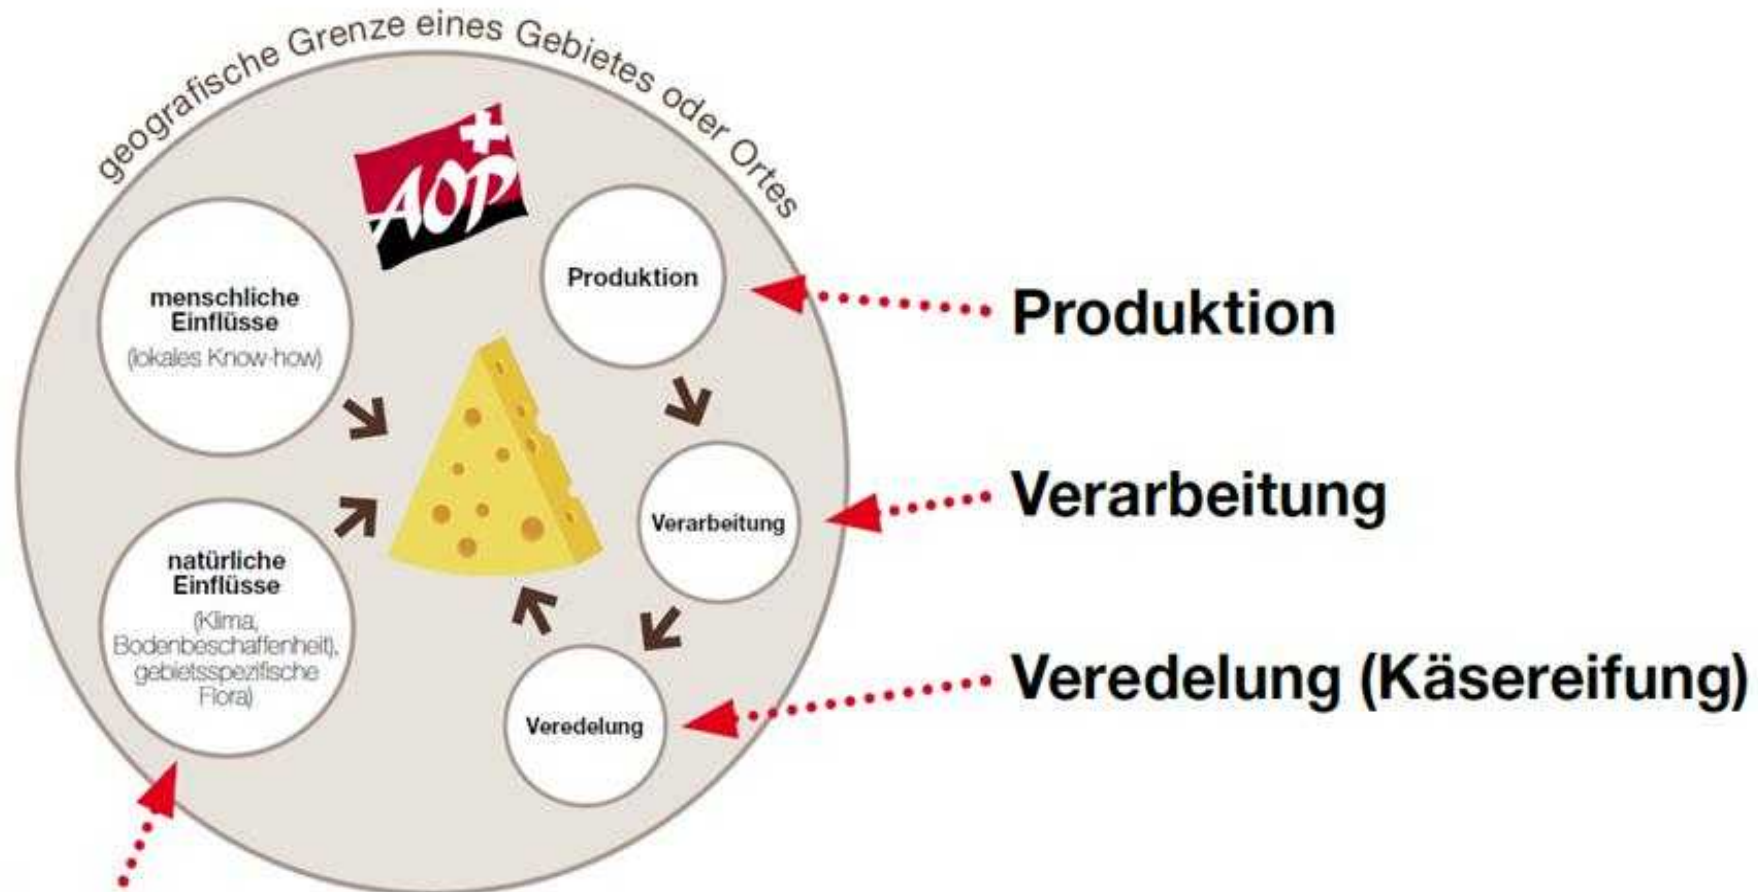 geografische Grenze eines Gebietes oder Ortes
AOP
menschliche
Einflüsse
(lokales Know-how)
Produktion
Produktion
Verarbeitung
Verarbeitung
natürliche
Einflüsse
(Klima,
Bodenbeschaffenheit),
gebietsspezifische
Flora)
Veredelung
Veredelung (Käsereifung)